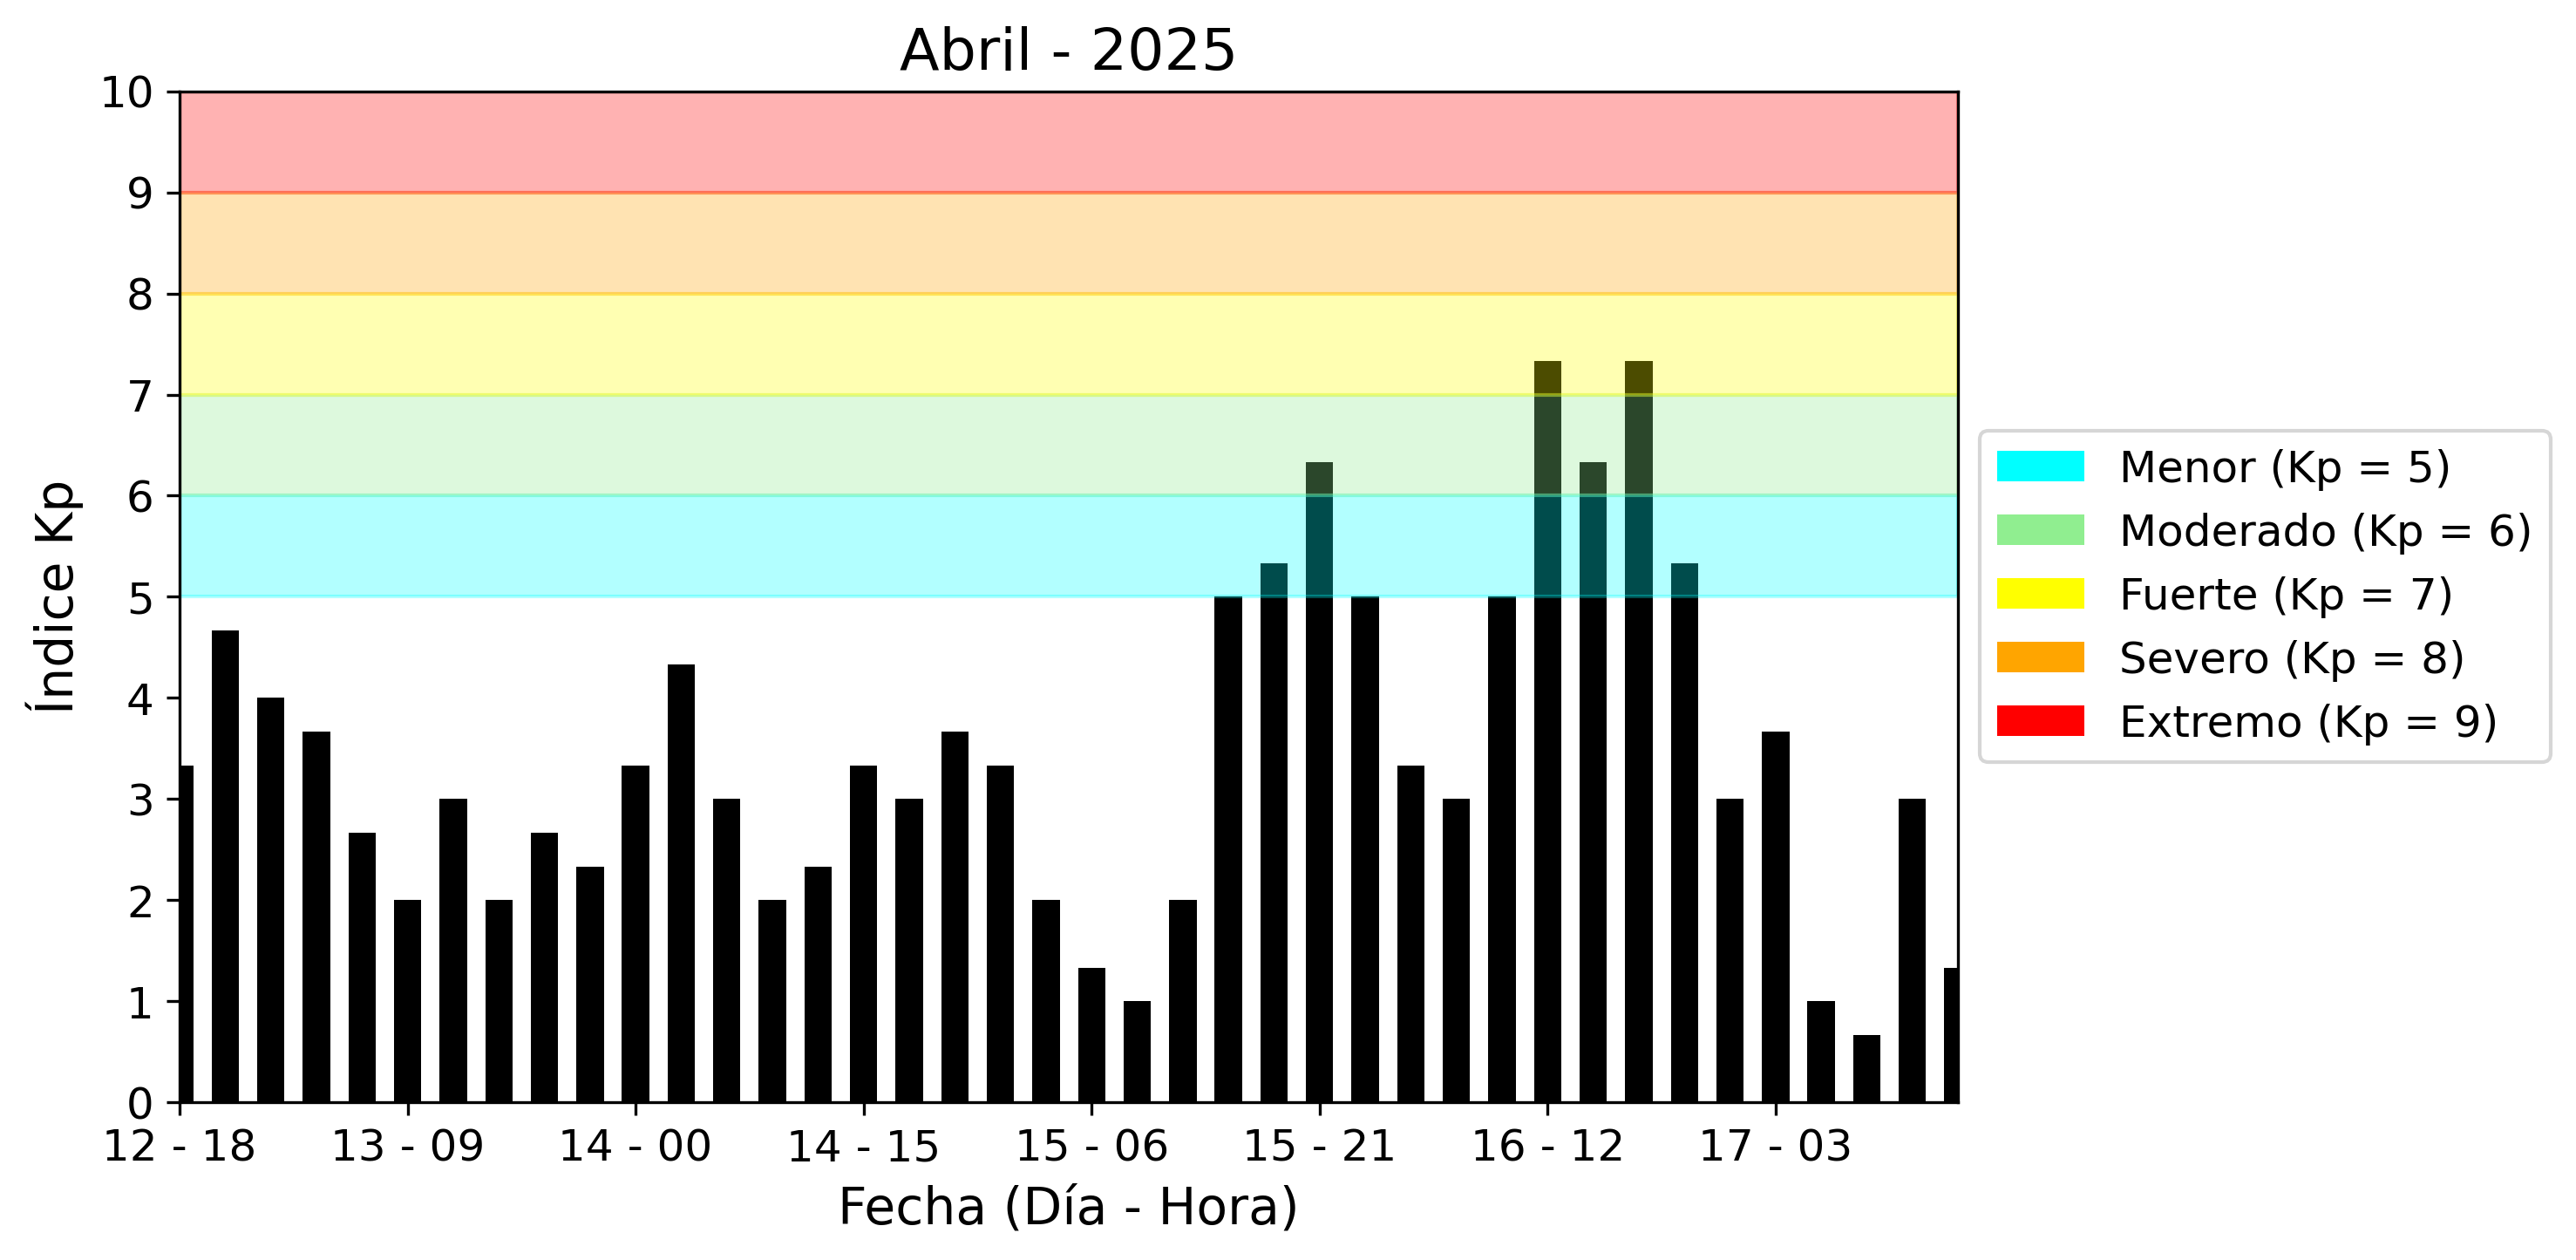 Abril - 2025
10
9
8
7
6
5
4
3
2
1
0
Índice Kp
12 - 18
13 - 09
14 - 00
14 - 15
15 - 06
15 - 21
16 - 12
17 - 03
Fecha (Día - Hora)
Menor (Kp = 5)
Moderado (Kp = 6)
Fuerte (Kp = 7)
Severo (Kp = 8)
Extremo (Kp = 9)